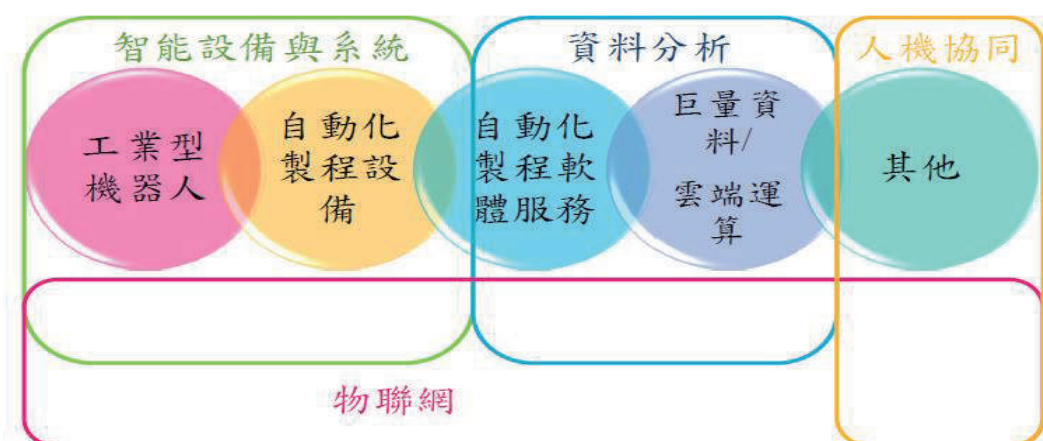 智能設備與系統
資料分析
人機協同
工業型
機器人
自動化
製程設
備
自動化
製程軟
體服務
巨量資
料/
雲端運
算
其他
物聯網